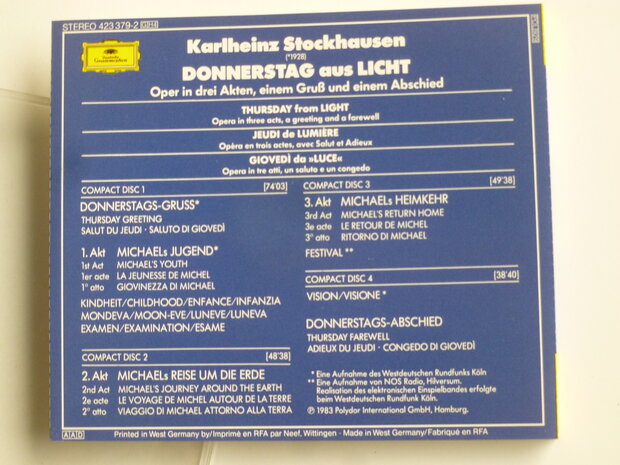 STEREO 423 379-2 GH4
Deutsche Grammophon
Karlheinz Stockhausen
(*1928)
DONNERSTAG aus LICHT
Oper in drei Akten, einem Gruß und einem Abschied
THURSDAY from LIGHT
Opera in three acts, a greeting and a farewell
JEUDI de LUMIÈRE
Opéra en trois actes, avec Salut et Adieux
GIOVEDÌ da »LUCE«
Opera in tre atti, un saluto e un congedo
COMPACT DISC 1 [74'03]
DONNERSTAGS-GRUSS*
THURSDAY GREETING
SALUT DU JEUDI · SALUTO DI GIOVEDÌ
1. Akt MICHAELs JUGEND*
1st Act MICHAEL'S YOUTH
1er acte LA JEUNESSE DE MICHEL
1° atto GIOVINEZZA DI MICHAEL
KINDHEIT/CHILDHOOD/ENFANCE/INFANZIA
MONDEVA/MOON-EVE/LUNEVE/LUNEVA
EXAMEN/EXAMINATION/ESAME
COMPACT DISC 2 [48'38]
2. Akt MICHAELs REISE UM DIE ERDE
2nd Act MICHAEL'S JOURNEY AROUND THE EARTH
2e acte LE VOYAGE DE MICHEL AUTOUR DE LA TERRE
2° atto VIAGGIO DI MICHAEL ATTORNO ALLA TERRA
COMPACT DISC 3 [49'38]
3. Akt MICHAELs HEIMKEHR
3rd Act MICHAEL'S RETURN HOME
3e acte LE RETOUR DE MICHEL
3° atto RITORNO DI MICHAEL
FESTIVAL **
COMPACT DISC 4 [38'40]
VISION/VISIONE *
DONNERSTAGS-ABSCHIED
THURSDAY FAREWELL
ADIEUX DU JEUDI · CONGEDO DI GIOVEDÌ
* Eine Aufnahme des Westdeutschen Rundfunks Köln
** Eine Aufnahme von NOS Radio, Hilversum.
Realisation des elektronischen Einspielbandes erfolgte
beim Westdeutschen Rundfunk Köln.
℗ 1983 Polydor International GmbH, Hamburg.
AAD Printed in West Germany by/Imprimé en RFA par Neef, Wittingen - Made in West Germany/Fabriqué en RFA